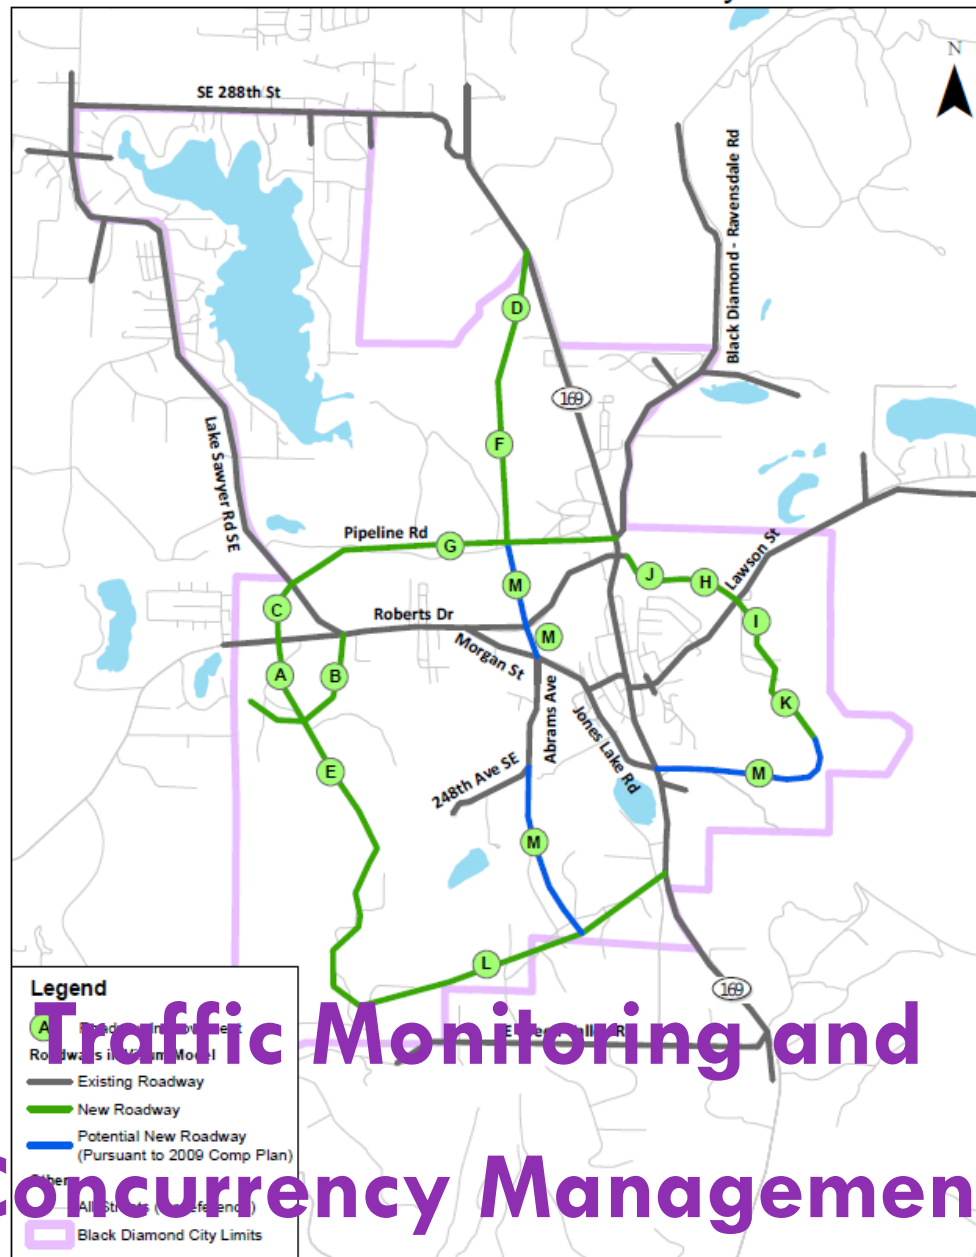 N
SE 288th St
Black Diamond - Ravensdale Rd
D
169
F
Lake Sawyer Rd SE
Pipeline Rd
G
Lawson St
M
J
H
C
Roberts Dr
I
M
Morgan St
A
B
Abrams Ave
K
Jones Lake Rd
E
248th Ave SE
M
M
L
169
Legend
A
Traffic Monitoring and
Existing Roadway
New Roadway
Potential New Roadway
(Pursuant to 2009 Comp Plan)
Concurrency Managemen
Black Diamond City Limits